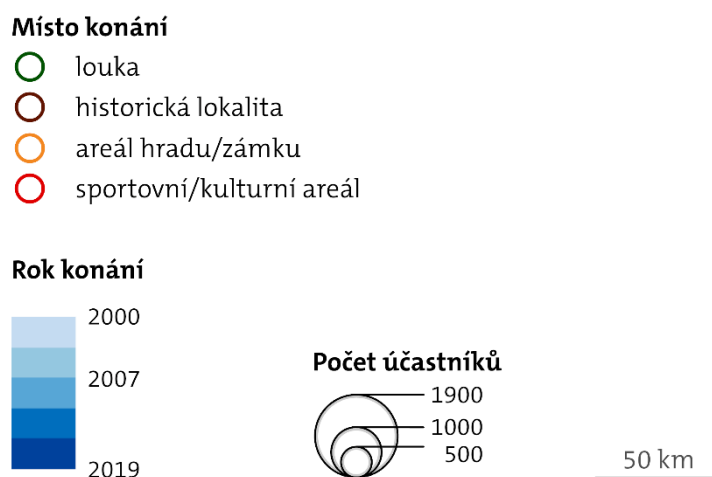 Místo konání
louka
historická lokalita
areál hradu/zámku
sportovní/kulturní areál
Rok konání
2000
2007
2019
Počet účastníků
1900
1000
500
50 km